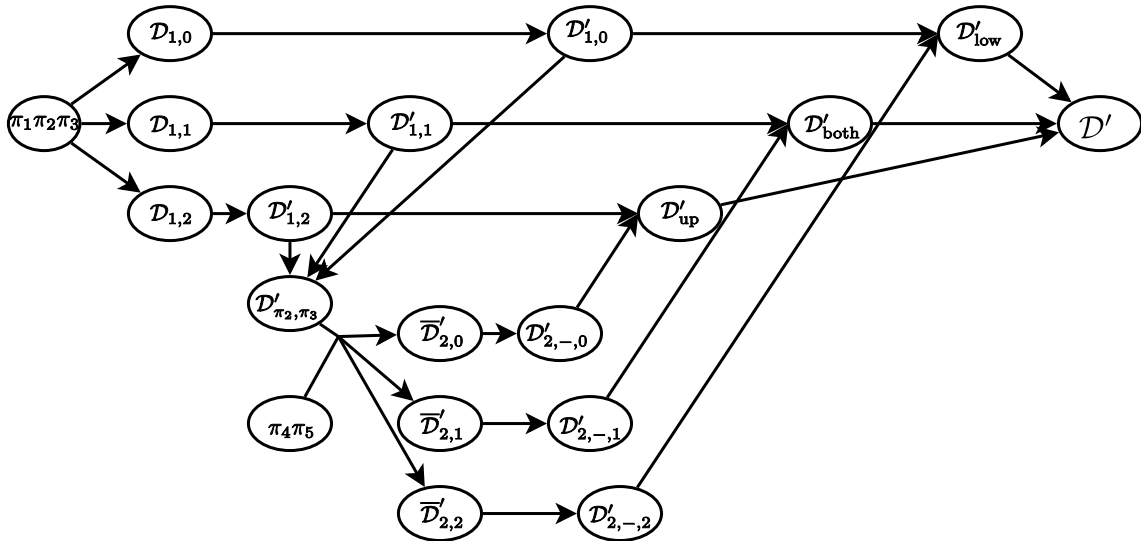 𝒟₁,₀ 𝒟′₁,₀ 𝒟′low
π₁π₂π₃ 𝒟₁,₁ 𝒟′₁,₁ 𝒟′both 𝒟′
𝒟₁,₂ 𝒟′₁,₂ 𝒟′up
𝒟′π₂,π₃
𝒟̅′₂,₀ 𝒟′₂,₋,₀
π₄π₅ 𝒟̅′₂,₁ 𝒟′₂,₋,₁
𝒟̅′₂,₂ 𝒟′₂,₋,₂